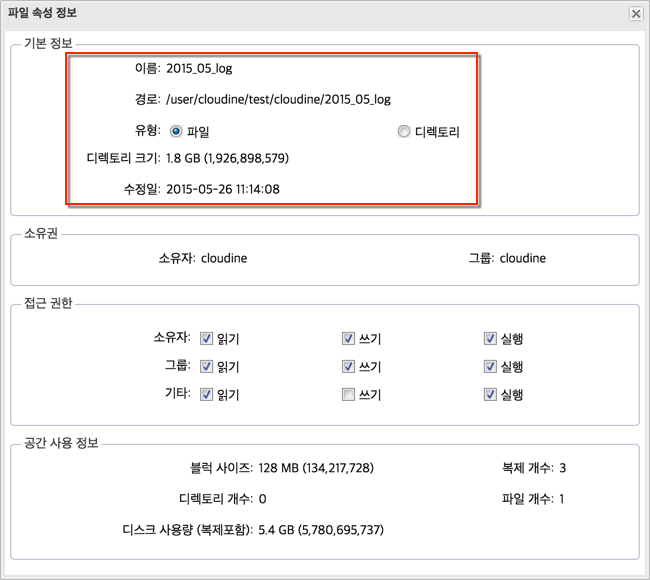 파일 속성 정보
기본 정보
이름: 2015_05_log
경로: /user/cloudine/test/cloudine/2015_05_log
유형: 파일 디렉토리
디렉토리 크기: 1.8 GB (1,926,898,579)
수정일: 2015-05-26 11:14:08
소유권
소유자: cloudine 그룹: cloudine
접근 권한
소유자: 읽기 쓰기 실행
그룹: 읽기 쓰기 실행
기타: 읽기 쓰기 실행
공간 사용 정보
블럭 사이즈: 128 MB (134,217,728) 복제 개수: 3
디렉토리 개수: 0 파일 개수: 1
디스크 사용량 (복제포함): 5.4 GB (5,780,695,737)